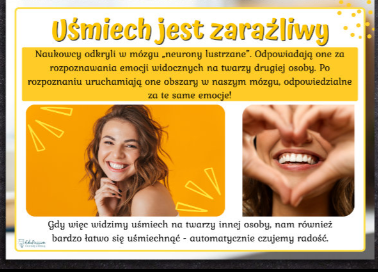 Uśmiech jest zaraźliwy
Naukowcy odkryli w mózgu „neurony lustrzane". Odpowiadają one za
rozpoznawania emocji widocznych na twarzy drugiej osoby. Po
rozpoznaniu uruchamiają one obszary w naszym mózgu, odpowiedzialne
za te same emocje!
Gdy więc widzimy uśmiech na twarzy innej osoby, nam również
bardzo łatwo się uśmiechnąć - automatycznie czujemy radość.